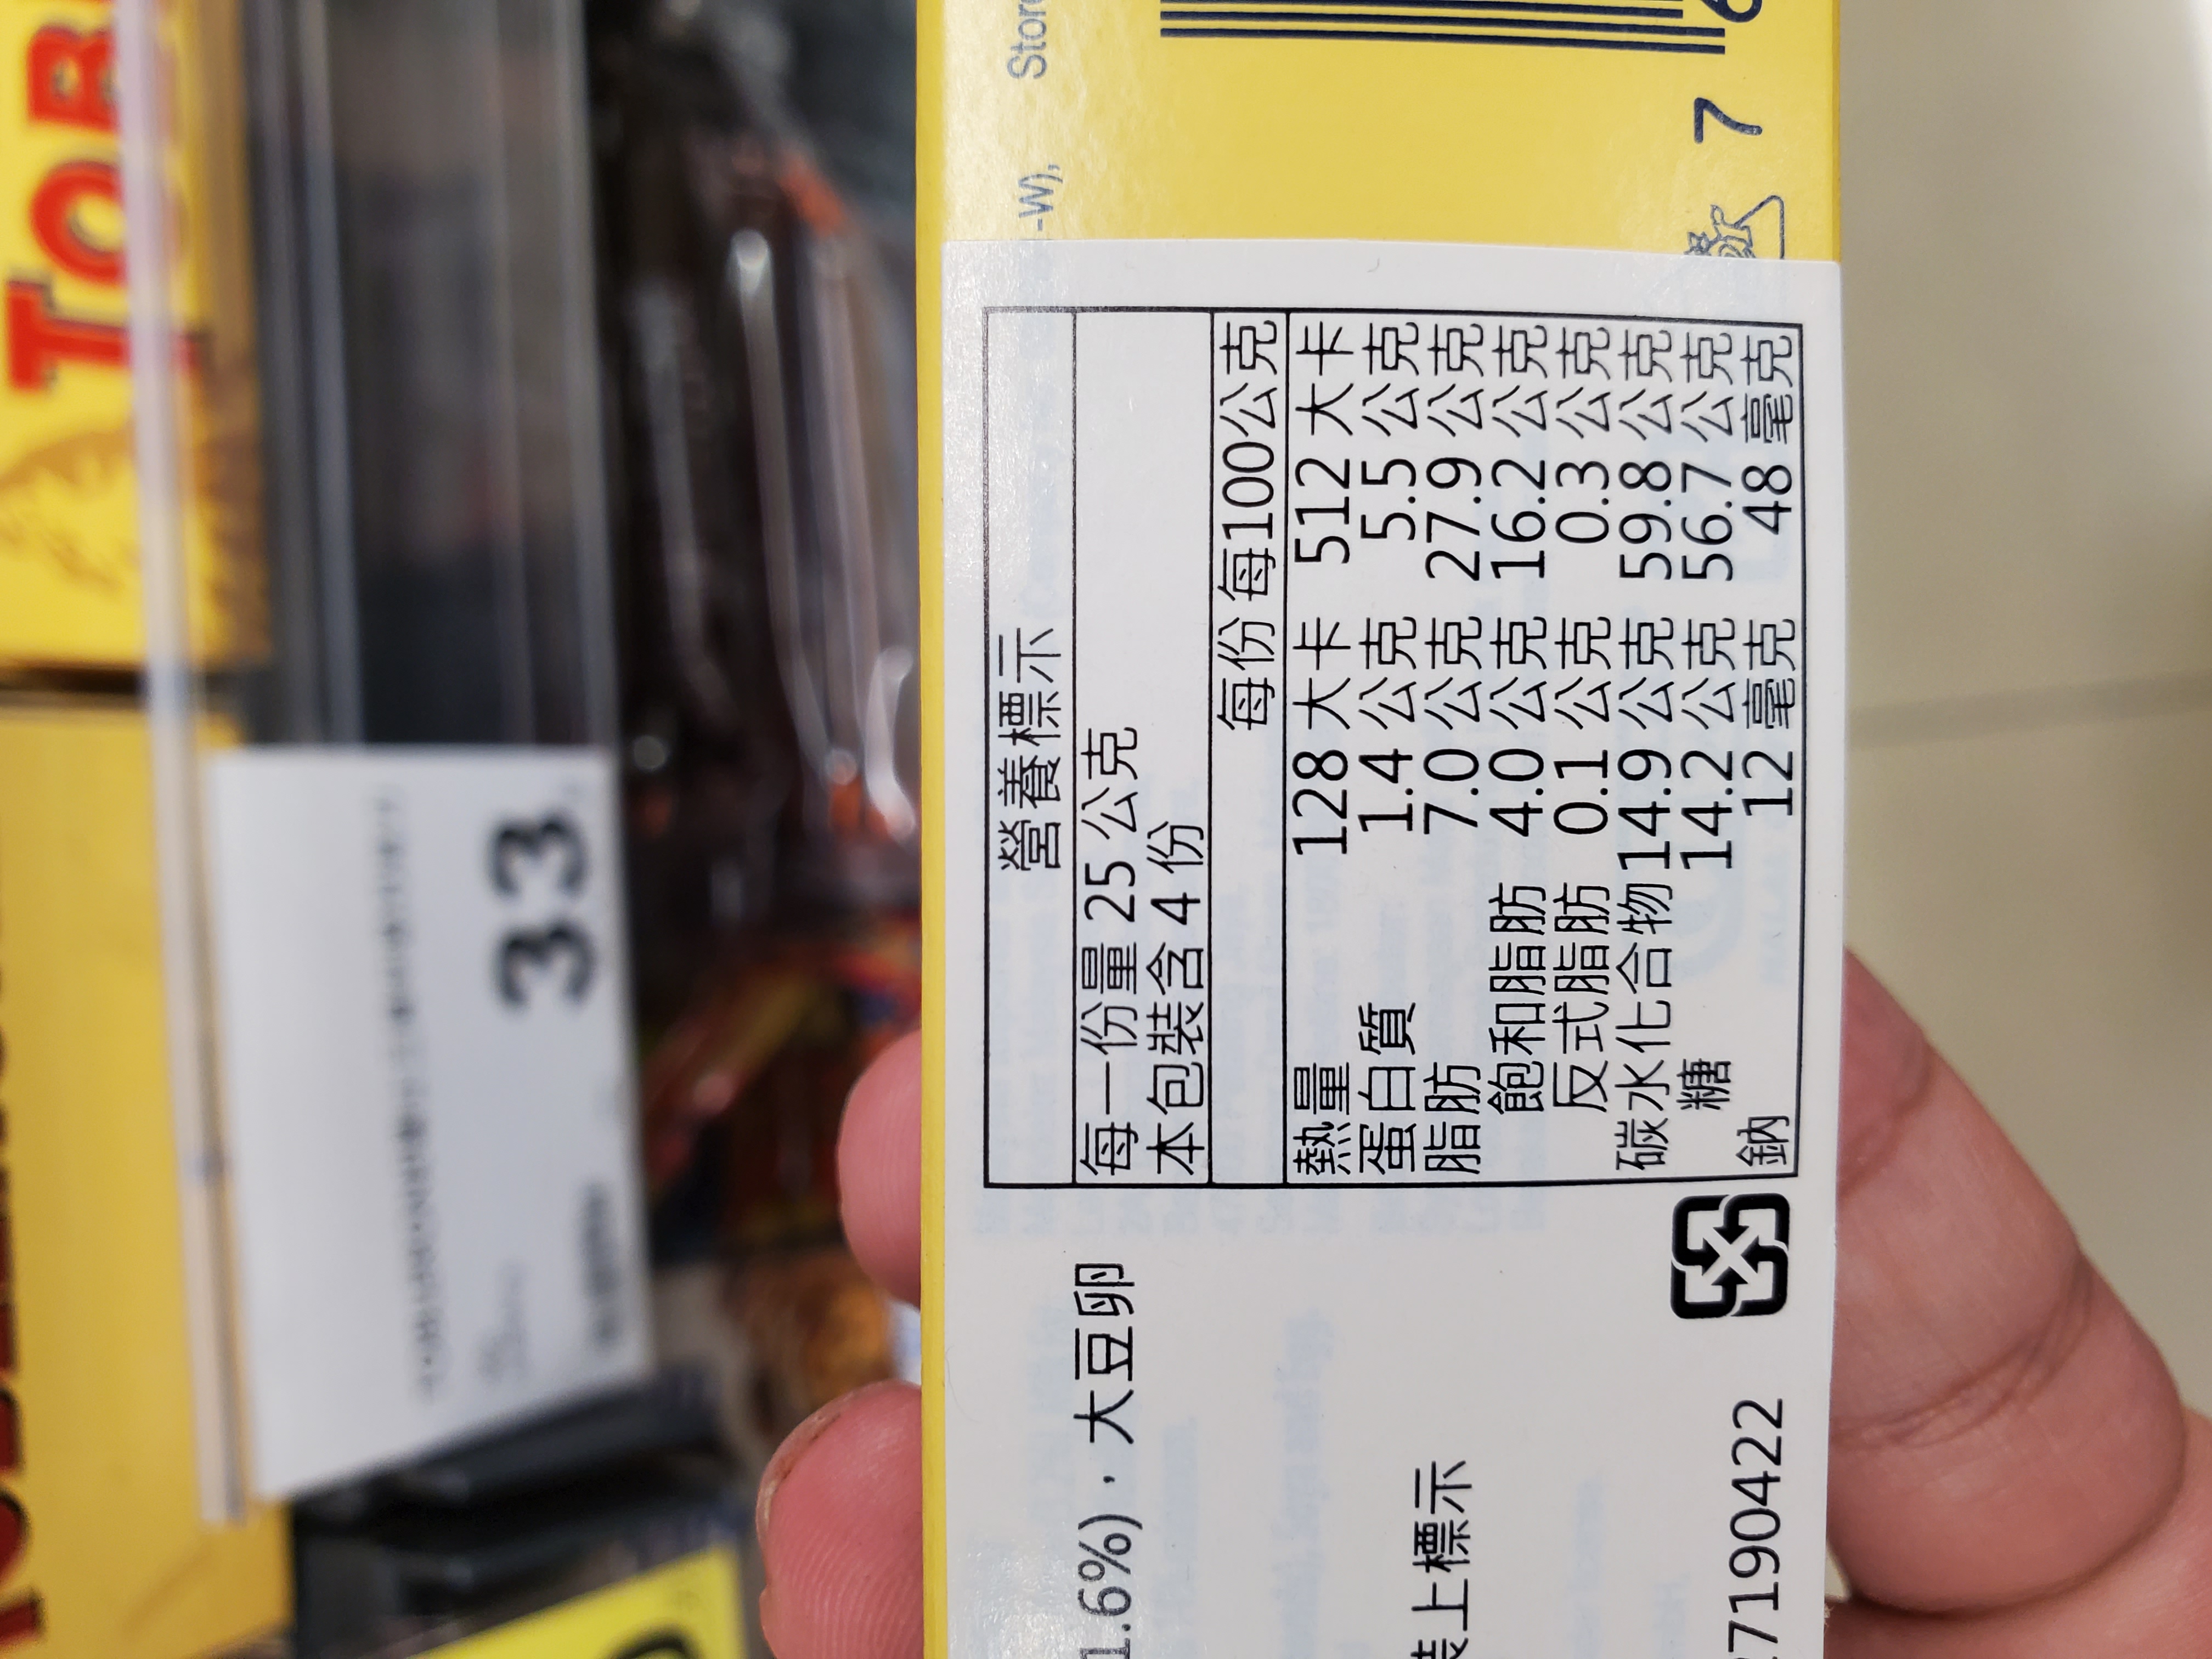 TOB
33
營養標示
每一份量 25 公克
本包裝含 4 份
每份 每100公克
熱量 128 大卡 512 大卡
蛋白質 1.4 公克 5.5 公克
脂肪 7.0 公克 27.9 公克
飽和脂肪 4.0 公克 16.2 公克
反式脂肪 0.1 公克 0.3 公克
碳水化合物 14.9 公克 59.8 公克
糖 14.2 公克 56.7 公克
鈉 12 毫克 48 毫克
1.6%)，大豆卵
裝上標示
27190422
-W),
Store
7 6